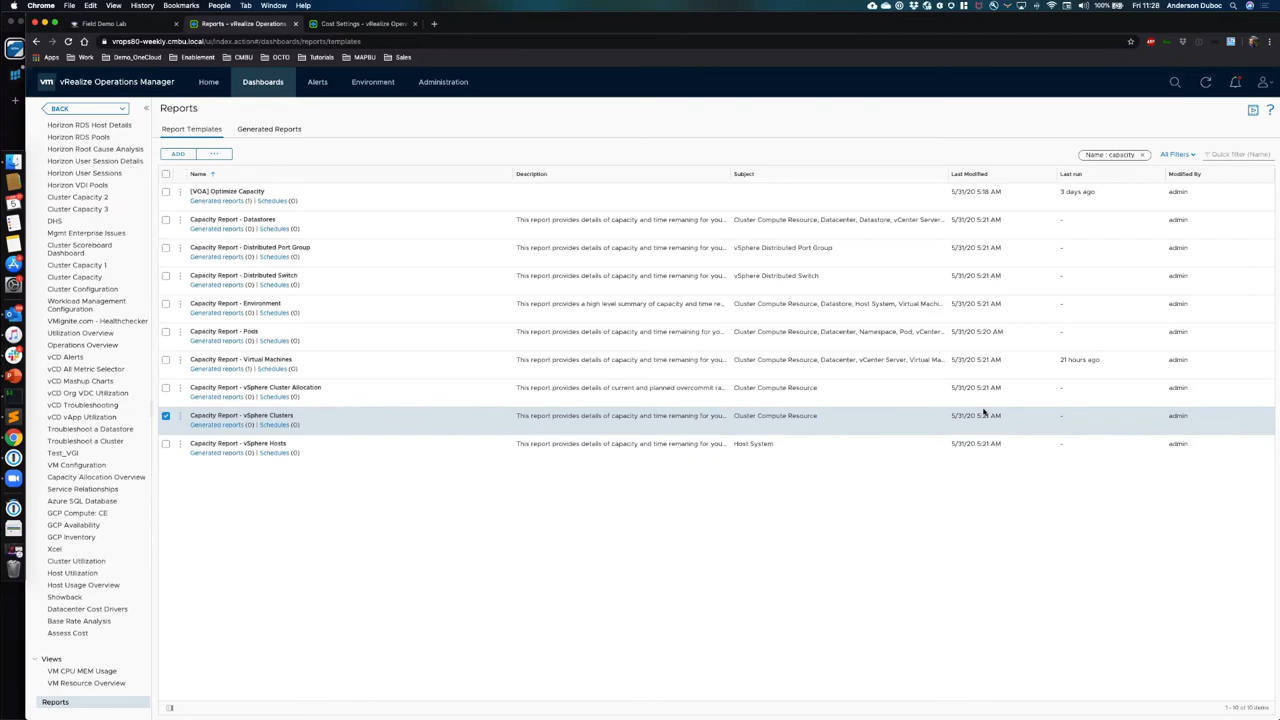 Chrome File Edit View History Bookmarks People Tab Window Help 100% Fri 11:28 Anderson Duboc
Field Demo Lab
Reports - vRealize Operations M
Cost Settings - vRealize Oper
vrops80-weekly.cmbu.local/ui/index.action#/dashboards/reports/templates
Apps Work Demo_OneCloud Enablement CMBU OCTO Tutorials MAPBU Sales
vm vRealize Operations Manager Home Dashboards Alerts Environment Administration
BACK
Horizon RDS Host Details
Horizon RDS Pools
Horizon Root Cause Analysis
Horizon User Session Details
Horizon User Sessions
Horizon VDI Pools
Cluster Capacity 2
Cluster Capacity 3
DHS
Mgmt Enterprise Issues
Cluster Scoreboard
Dashboard
Cluster Capacity 1
Cluster Capacity
Cluster Configuration
Workload Management
Configuration
VMignite.com - Healthchecker
Utilization Overview
Operations Overview
vCD Alerts
vCD All Metric Selector
vCD Mashup Charts
vCD Org VDC Utilization
vCD Troubleshooting
vCD vApp Utilization
Troubleshoot a Datastore
Troubleshoot a Cluster
Test_VGI
VM Configuration
Capacity Allocation Overview
Service Relationships
Azure SQL Database
GCP Compute: CE
GCP Availability
GCP Inventory
Xcel
Cluster Utilization
Host Utilization
Host Usage Overview
Showback
Datacenter Cost Drivers
Base Rate Analysis
Assess Cost
Views
VM CPU MEM Usage
VM Resource Overview
Reports
Reports
Report Templates Generated Reports
ADD ... Name : capacity × All Filters Quick filter (Name)
Name Description Subject Last Modified Last run Modified By
[VOA] Optimize Capacity 5/31/20 5:18 AM 3 days ago admin
Generated reports (1) | Schedules (0)
Capacity Report - Datastores This report provides details of capacity and time remaining for you... Cluster Compute Resource, Datacenter, Datastore, vCenter Server... 5/31/20 5:21 AM - admin
Generated reports (0) | Schedules (0)
Capacity Report - Distributed Port Group This report provides details of capacity and time remaining for you... vSphere Distributed Port Group 5/31/20 5:21 AM - admin
Generated reports (0) | Schedules (0)
Capacity Report - Distributed Switch This report provides details of capacity and time remaining for you... vSphere Distributed Switch 5/31/20 5:21 AM - admin
Generated reports (0) | Schedules (0)
Capacity Report - Environment This report provides a high level summary of capacity and time re... Cluster Compute Resource, Datastore, Host System, Virtual Machi... 5/31/20 5:21 AM - admin
Generated reports (0) | Schedules (0)
Capacity Report - Pods This report provides details of capacity and time remaining for yo... Cluster Compute Resource, Datacenter, Namespace, Pod, vCenter... 5/31/20 5:20 AM - admin
Generated reports (0) | Schedules (0)
Capacity Report - Virtual Machines This report provides details of capacity and time remaining for you... Cluster Compute Resource, Datacenter, vCenter Server, Virtual Ma... 5/31/20 5:21 AM 21 hours ago admin
Generated reports (1) | Schedules (0)
Capacity Report - vSphere Cluster Allocation This report provides details of current and planned overcommit ra... Cluster Compute Resource 5/31/20 5:21 AM - admin
Generated reports (0) | Schedules (0)
Capacity Report - vSphere Clusters This report provides details of capacity and time remaining for you... Cluster Compute Resource 5/31/20 5:21 AM - admin
Generated reports (0) | Schedules (0)
Capacity Report - vSphere Hosts This report provides details of capacity and time remaining for you... Host System 5/31/20 5:21 AM - admin
Generated reports (0) | Schedules (0)
1 - 10 of 10 items